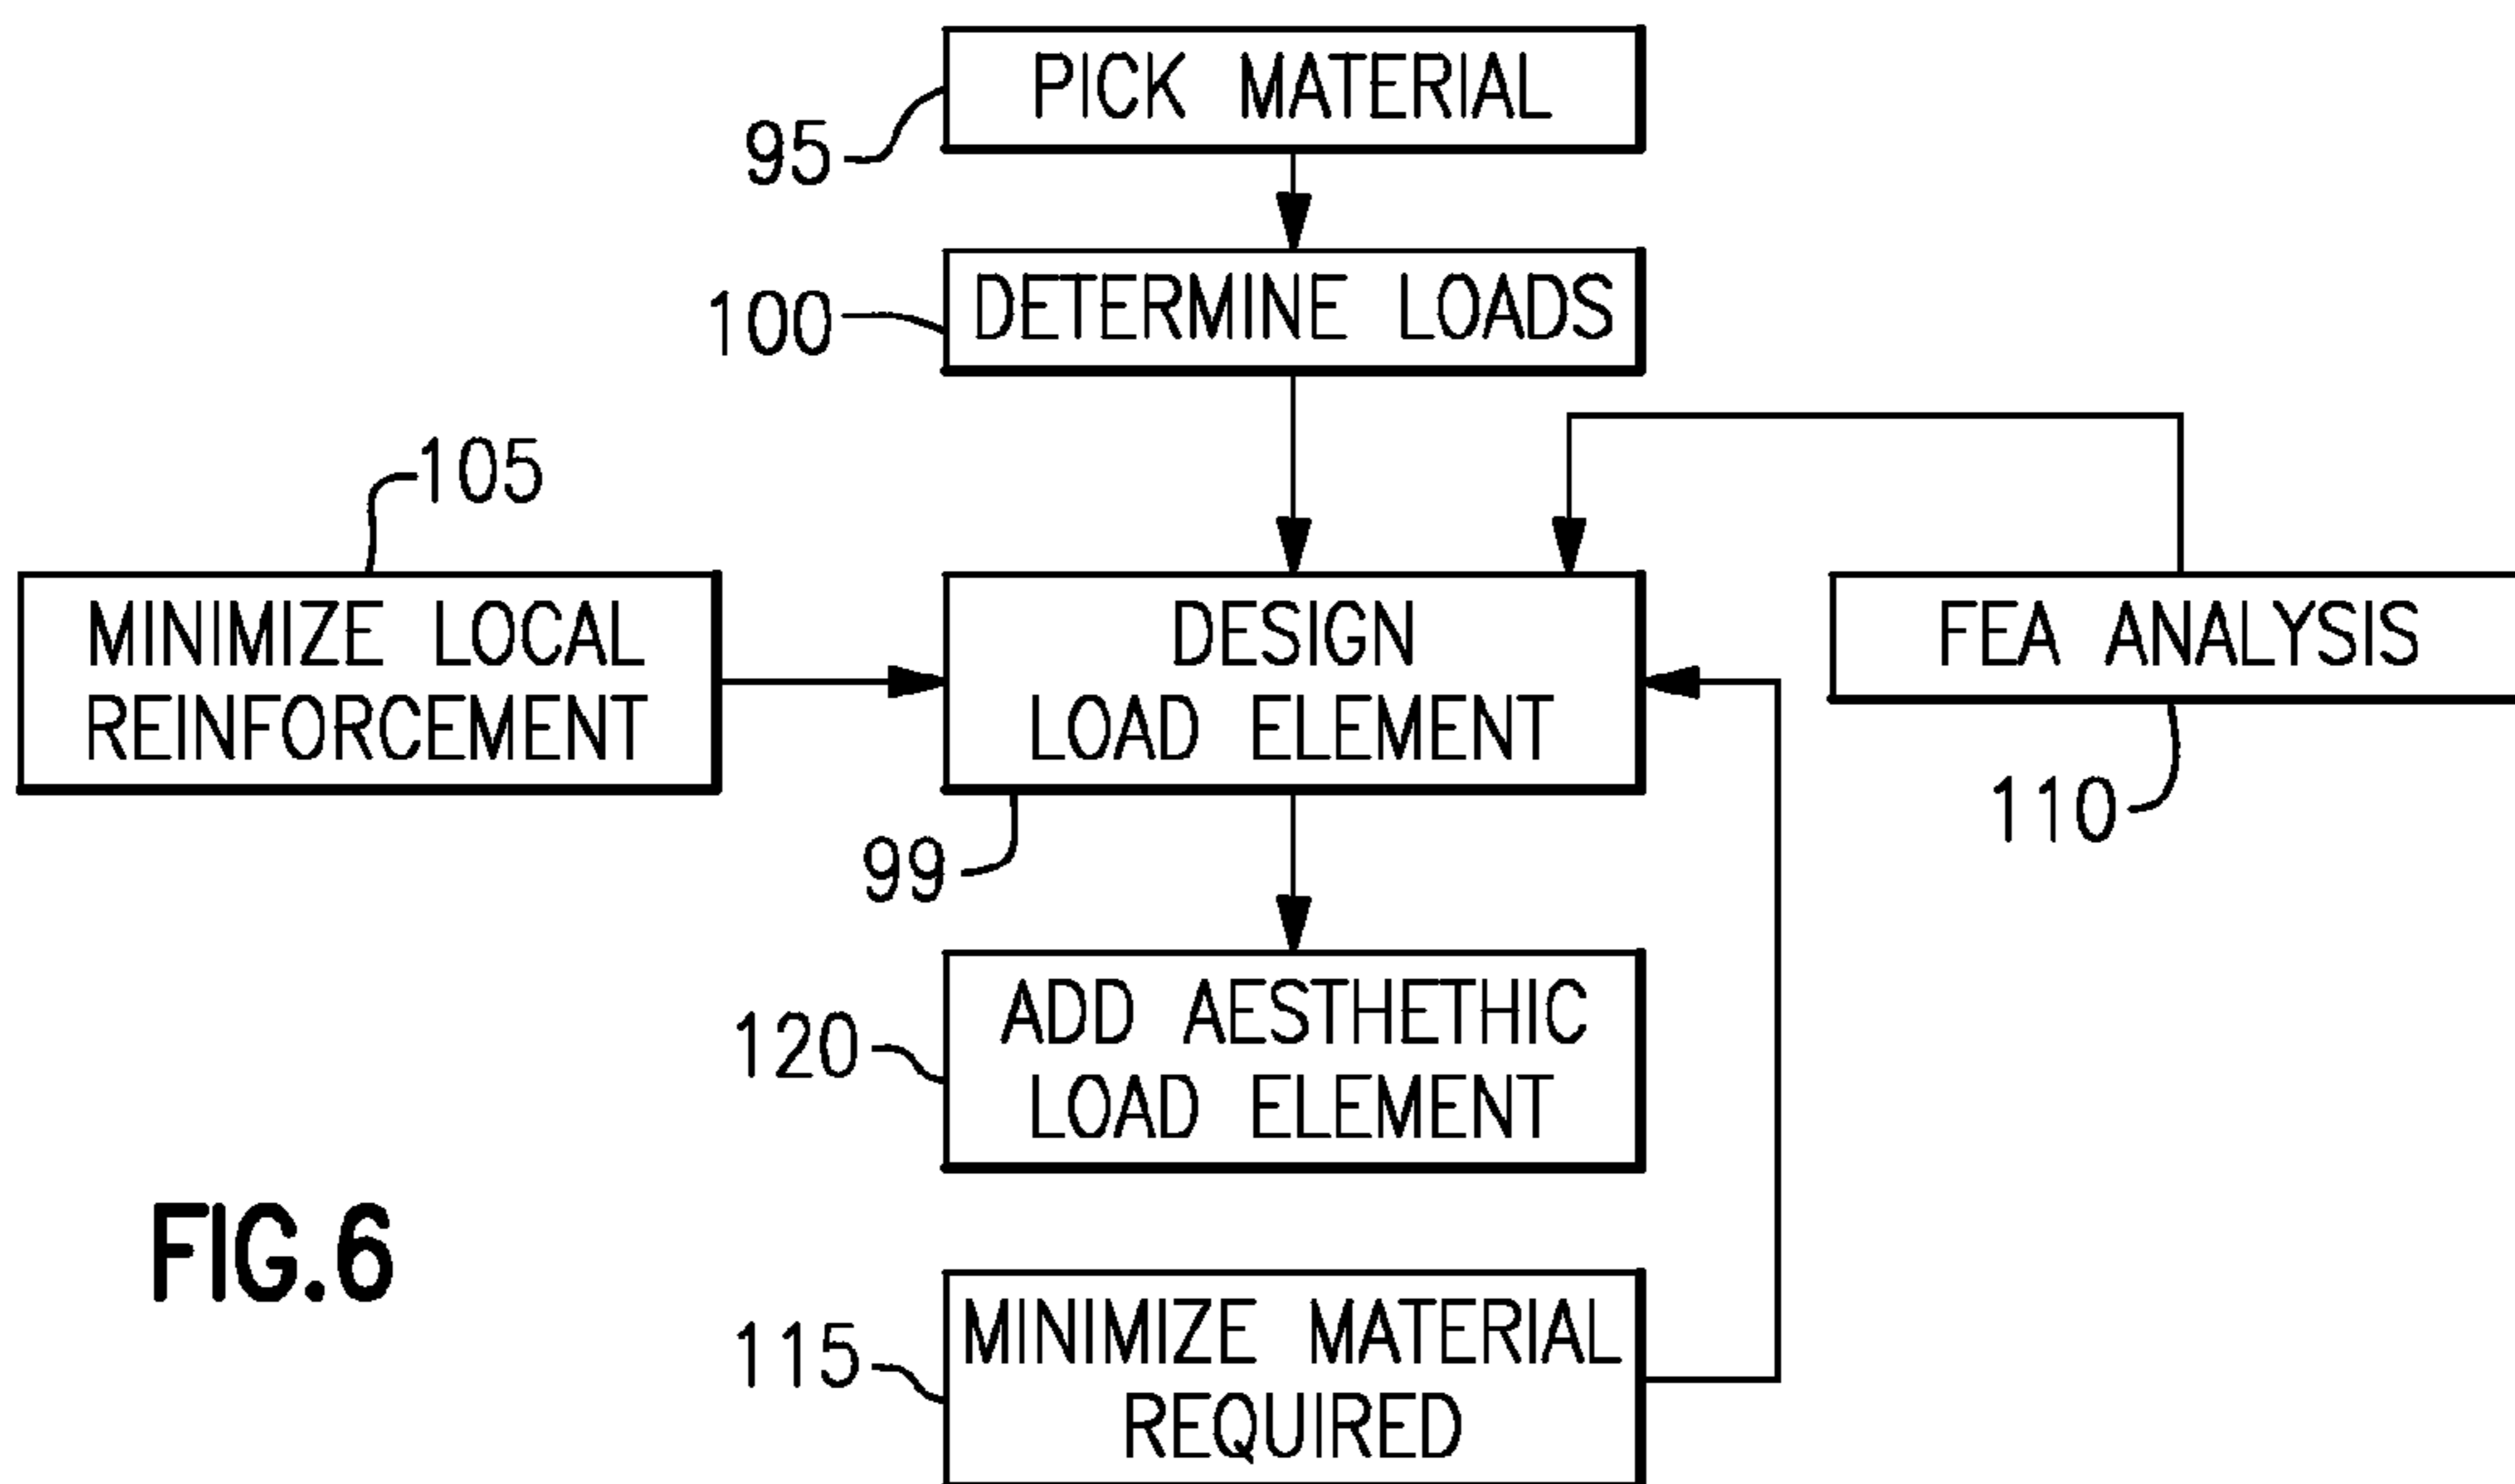 PICK MATERIAL
95
DETERMINE LOADS
100
105
MINIMIZE LOCAL
REINFORCEMENT
DESIGN
LOAD ELEMENT
FEA ANALYSIS
110
99
ADD AESTHETHIC
LOAD ELEMENT
120
FIG.6
MINIMIZE MATERIAL
REQUIRED
115